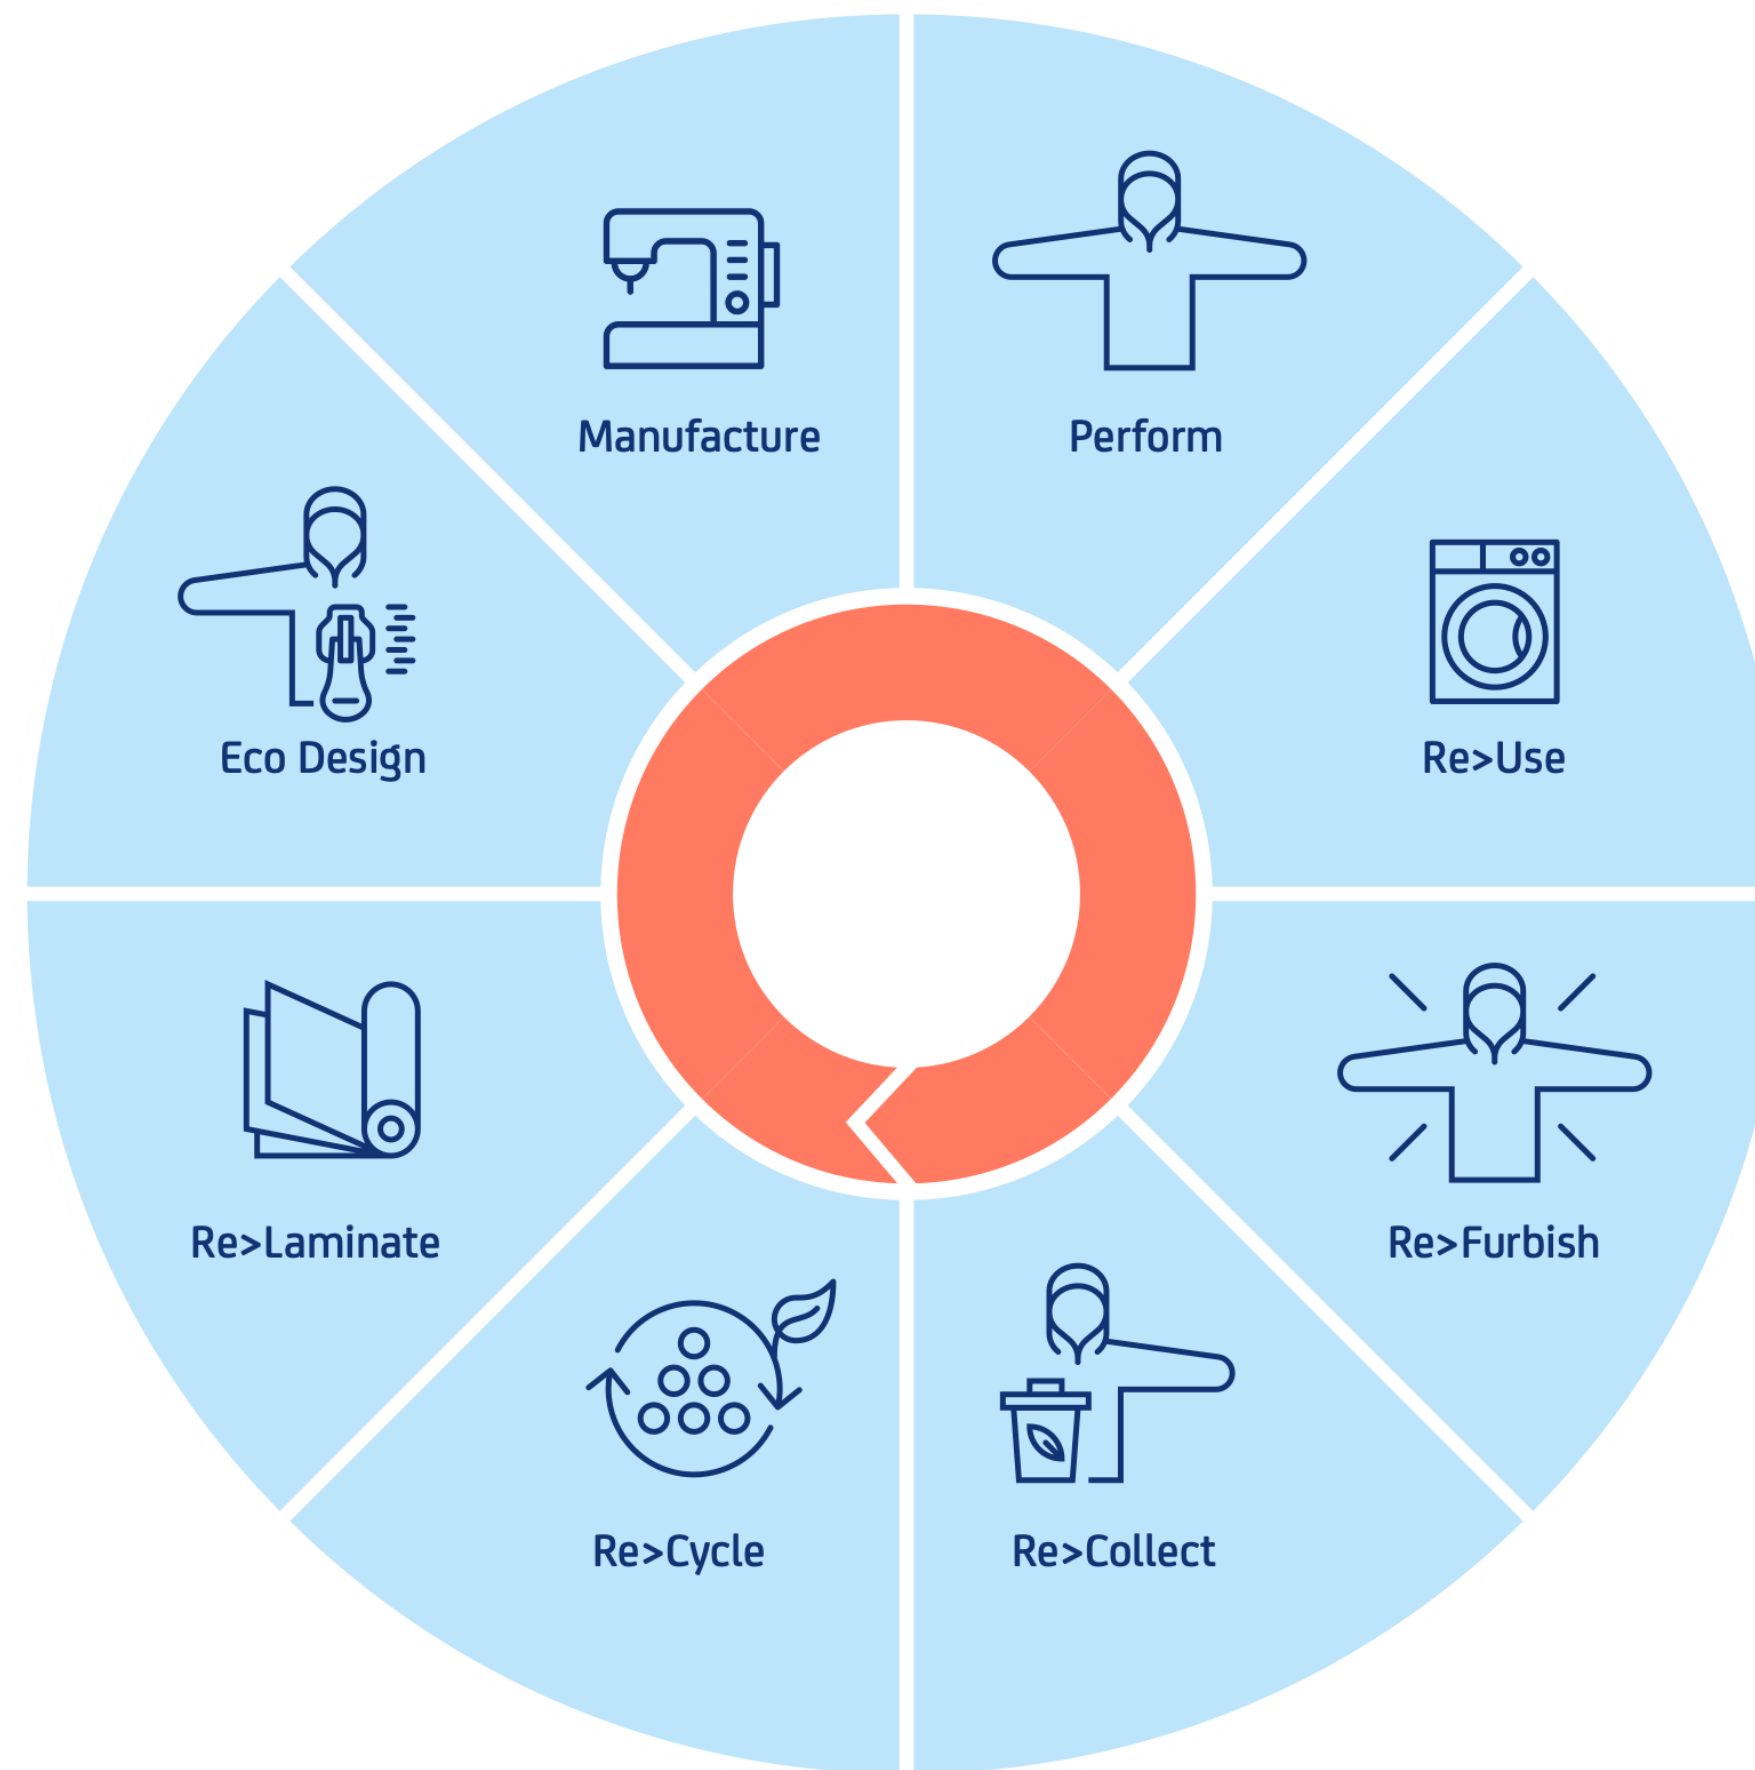 Manufacture
Perform
Eco Design
Re>Use
Re>Laminate
Re>Furbish
Re>Cycle
Re>Collect